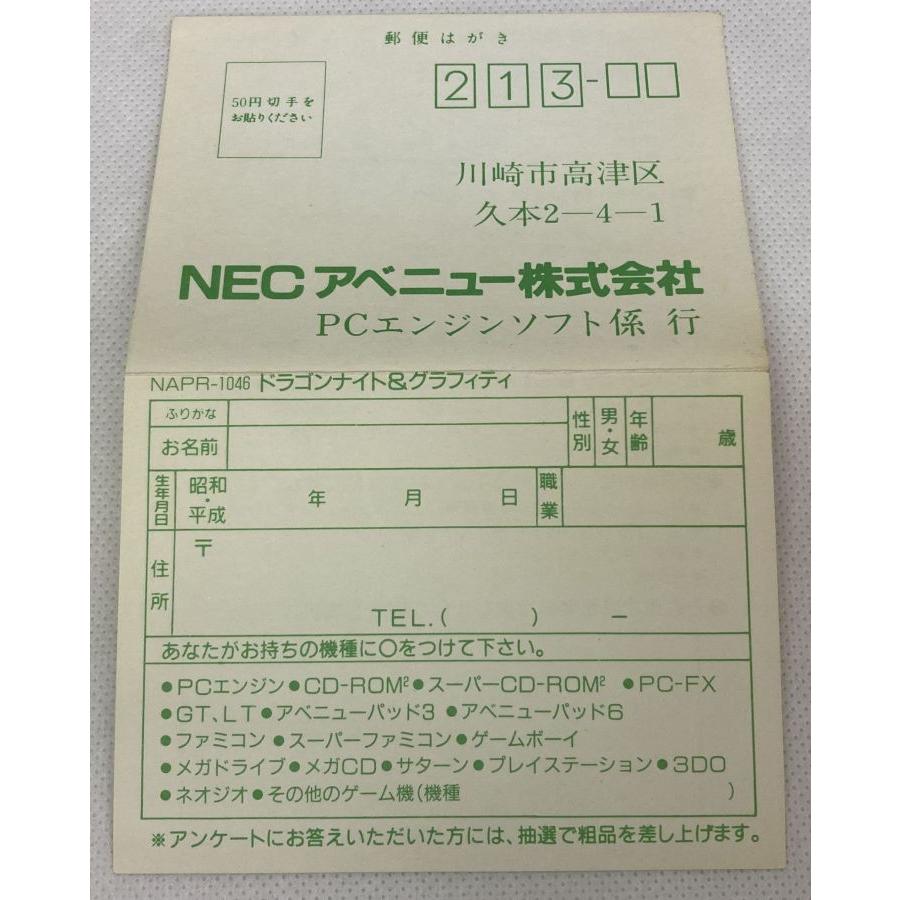 郵便はがき
50円切手を
お貼りください
213-□□
川崎市高津区
久本2―4―1
NECアベニュー株式会社
PCエンジンソフト係 行
NAPR-1046 ドラゴンナイト&グラフィティ
ふりかな
お名前
性別
男・女
年齢
歳
生年月日
昭和・平成
年 月 日
職業
住所
〒
TEL.( ) ―
あなたがお持ちの機種に○をつけて下さい。
●PCエンジン●CD-ROM²●スーパーCD-ROM² ●PC-FX
●GT、LT●アベニューパッド3 ●アベニューパッド6
●ファミコン ●スーパーファミコン●ゲームボーイ
●メガドライブ●メガCD●サターン●プレイステーション●3DO
●ネオジオ●その他のゲーム機(機種 )
※アンケートにお答えいただいた方には、抽選で粗品を差し上げます。